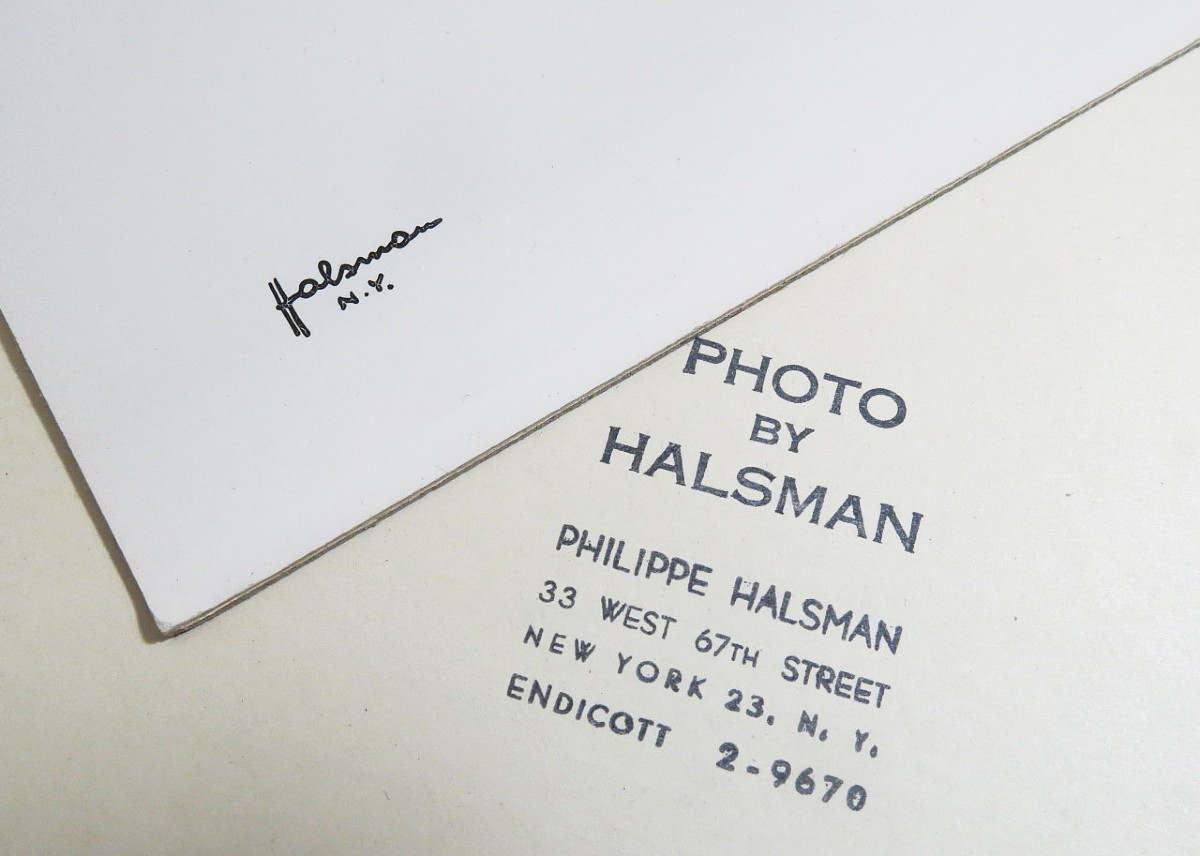 Halsman
N.Y.
PHOTO
BY
HALSMAN
PHILIPPE HALSMAN
33 WEST 67TH STREET
NEW YORK 23, N. Y.
ENDICOTT 2-9670